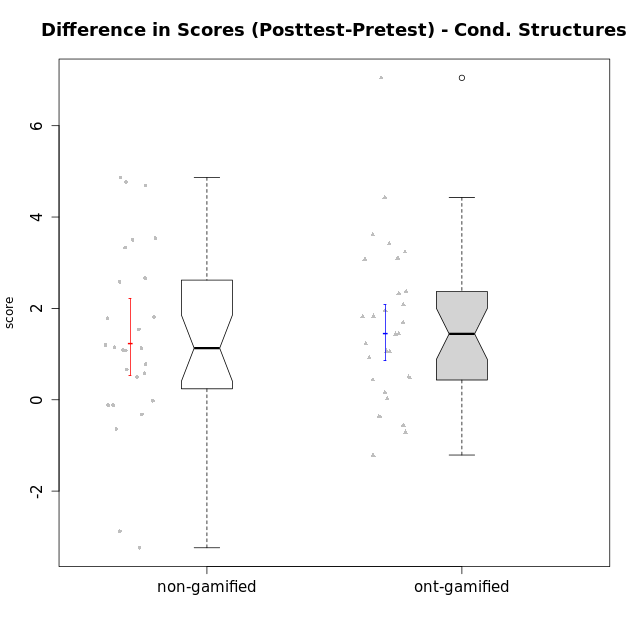 Difference in Scores (Posttest-Pretest) - Cond. Structures
score
6
4
2
0
-2
non-gamified
ont-gamified